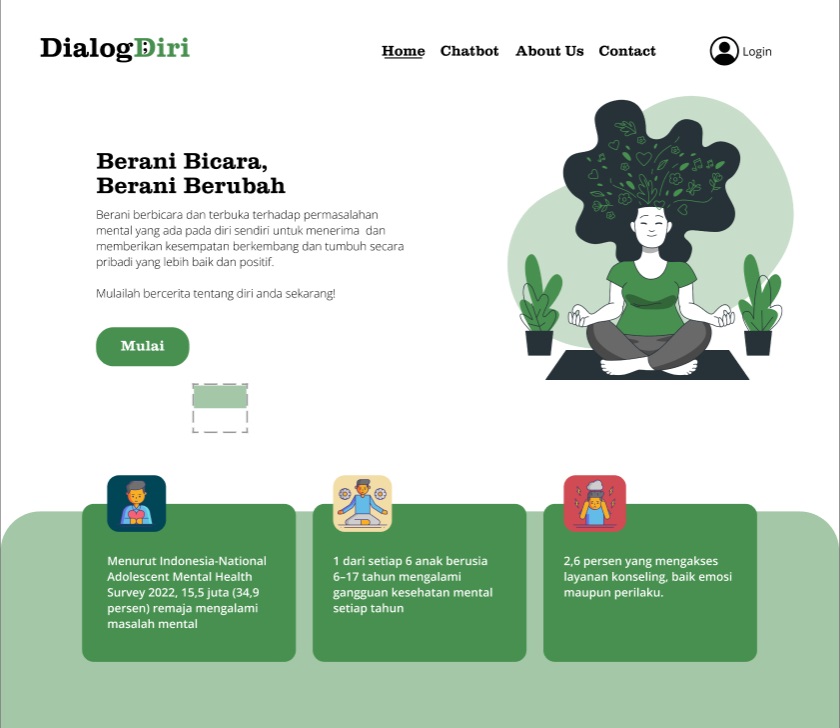 DialogDiri
Home Chatbot About Us Contact Login
Berani Bicara,
Berani Berubah
Berani berbicara dan terbuka terhadap permasalahan
mental yang ada pada diri sendiri untuk menerima dan
memberikan kesempatan berkembang dan tumbuh secara
pribadi yang lebih baik dan positif.
Mulailah bercerita tentang diri anda sekarang!
Mulai
Menurut Indonesia-National
Adolescent Mental Health
Survey 2022, 15,5 juta (34,9
persen) remaja mengalami
masalah mental
1 dari setiap 6 anak berusia
6–17 tahun mengalami
gangguan kesehatan mental
setiap tahun
2,6 persen yang mengakses
layanan konseling, baik emosi
maupun perilaku.